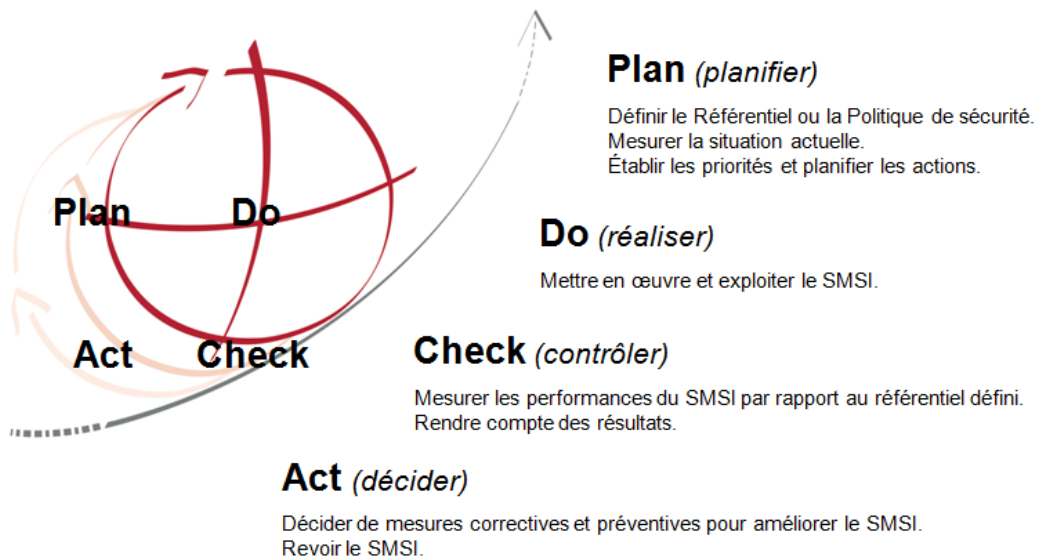 Plan (planifier)
Définir le Référentiel ou la Politique de sécurité.
Mesurer la situation actuelle.
Établir les priorités et planifier les actions.
Plan Do
Do (réaliser)
Mettre en œuvre et exploiter le SMSI.
Act Check
Check (contrôler)
Mesurer les performances du SMSI par rapport au référentiel défini.
Rendre compte des résultats.
Act (décider)
Décider de mesures correctives et préventives pour améliorer le SMSI.
Revoir le SMSI.